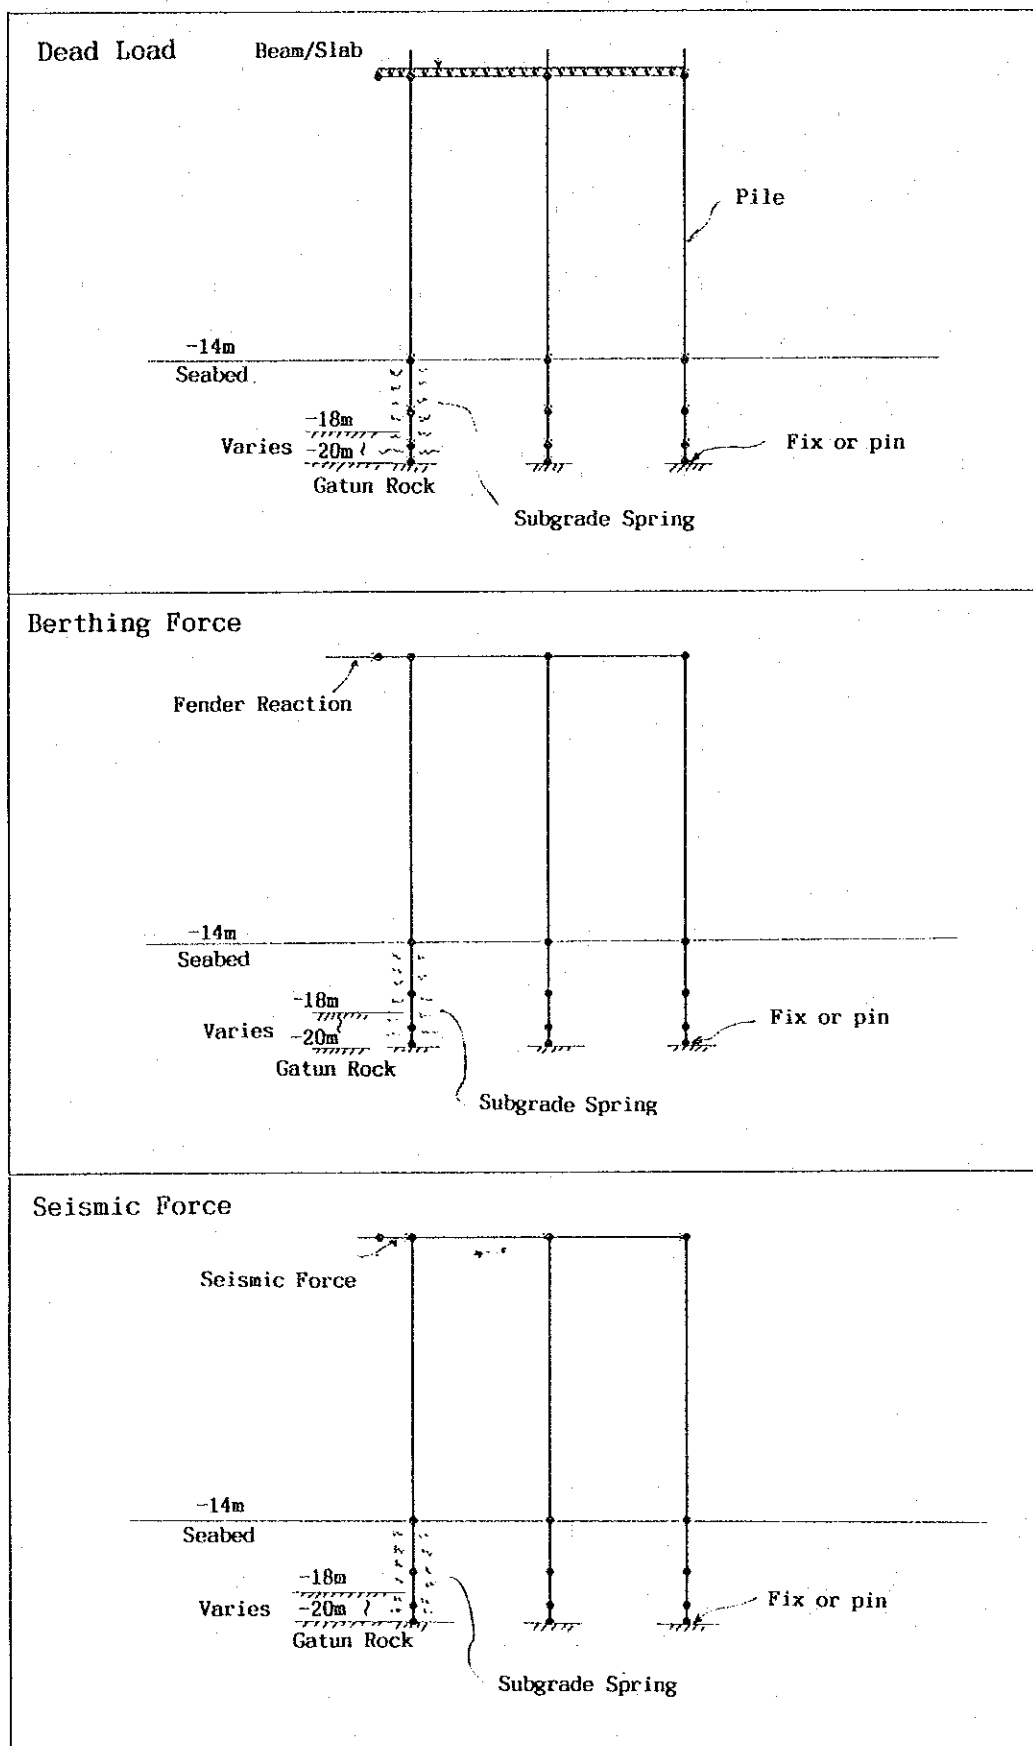 Dead Load
Beam/Slab
Pile
-14m
Seabed
-18m
Varies
-20m
Fix or pin
Gatun Rock
Subgrade Spring
Berthing Force
Fender Reaction
-14m
Seabed
-18m
Varies
-20m
Fix or pin
Gatun Rock
Subgrade Spring
Seismic Force
Seismic Force
-14m
Seabed
-18m
Varies
-20m
Fix or pin
Gatun Rock
Subgrade Spring